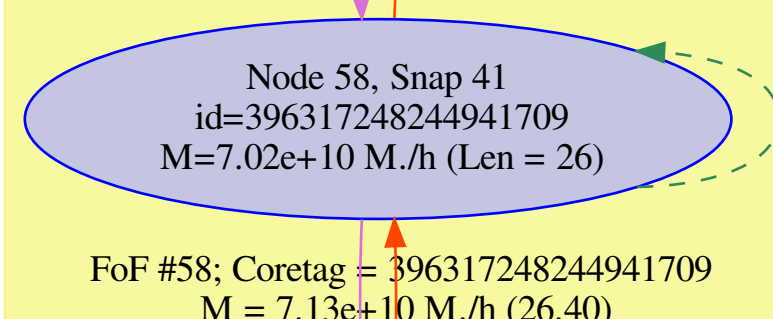 Node 58, Snap 41
id=396317248244941709
M=7.02e+10 M./h (Len = 26)
FoF #58; Coretag = 396317248244941709
M = 7.13e+10 M./h (26.40)